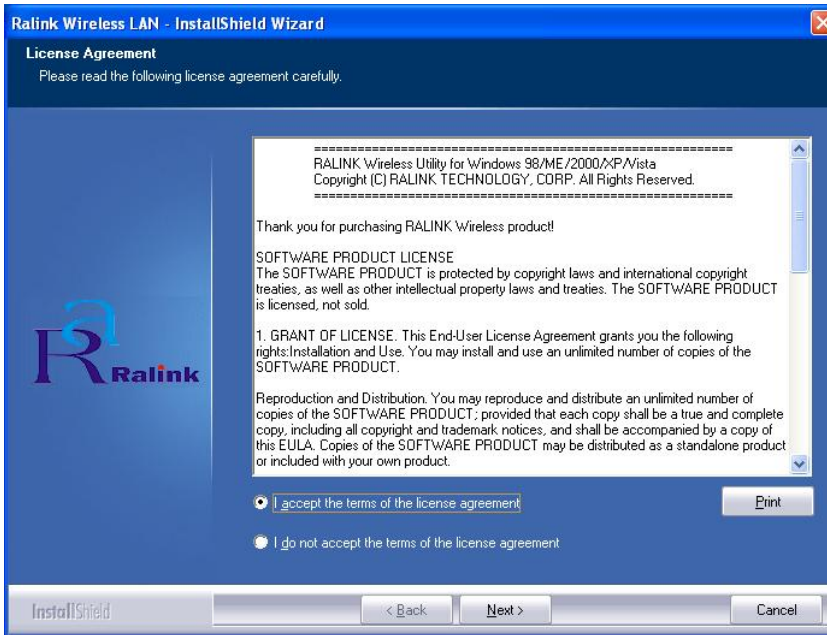 Ralink Wireless LAN - InstallShield Wizard
License Agreement
Please read the following license agreement carefully.
==========================================================
RALINK Wireless Utility for Windows 98/ME/2000/XP/Vista
Copyright (C) RALINK TECHNOLOGY, CORP. All Rights Reserved.
==========================================================
Thank you for purchasing RALINK Wireless product!
SOFTWARE PRODUCT LICENSE
The SOFTWARE PRODUCT is protected by copyright laws and international copyright
treaties, as well as other intellectual property laws and treaties. The SOFTWARE PRODUCT
is licensed, not sold.
1. GRANT OF LICENSE. This End-User License Agreement grants you the following
rights:Installation and Use. You may install and use an unlimited number of copies of the
SOFTWARE PRODUCT.
Reproduction and Distribution. You may reproduce and distribute an unlimited number of
copies of the SOFTWARE PRODUCT; provided that each copy shall be a true and complete
copy, including all copyright and trademark notices, and shall be accompanied by a copy of
this EULA. Copies of the SOFTWARE PRODUCT may be distributed as a standalone product
or included with your own product.
Ralink
I accept the terms of the license agreement
Print
I do not accept the terms of the license agreement
InstallShield
< Back
Next >
Cancel